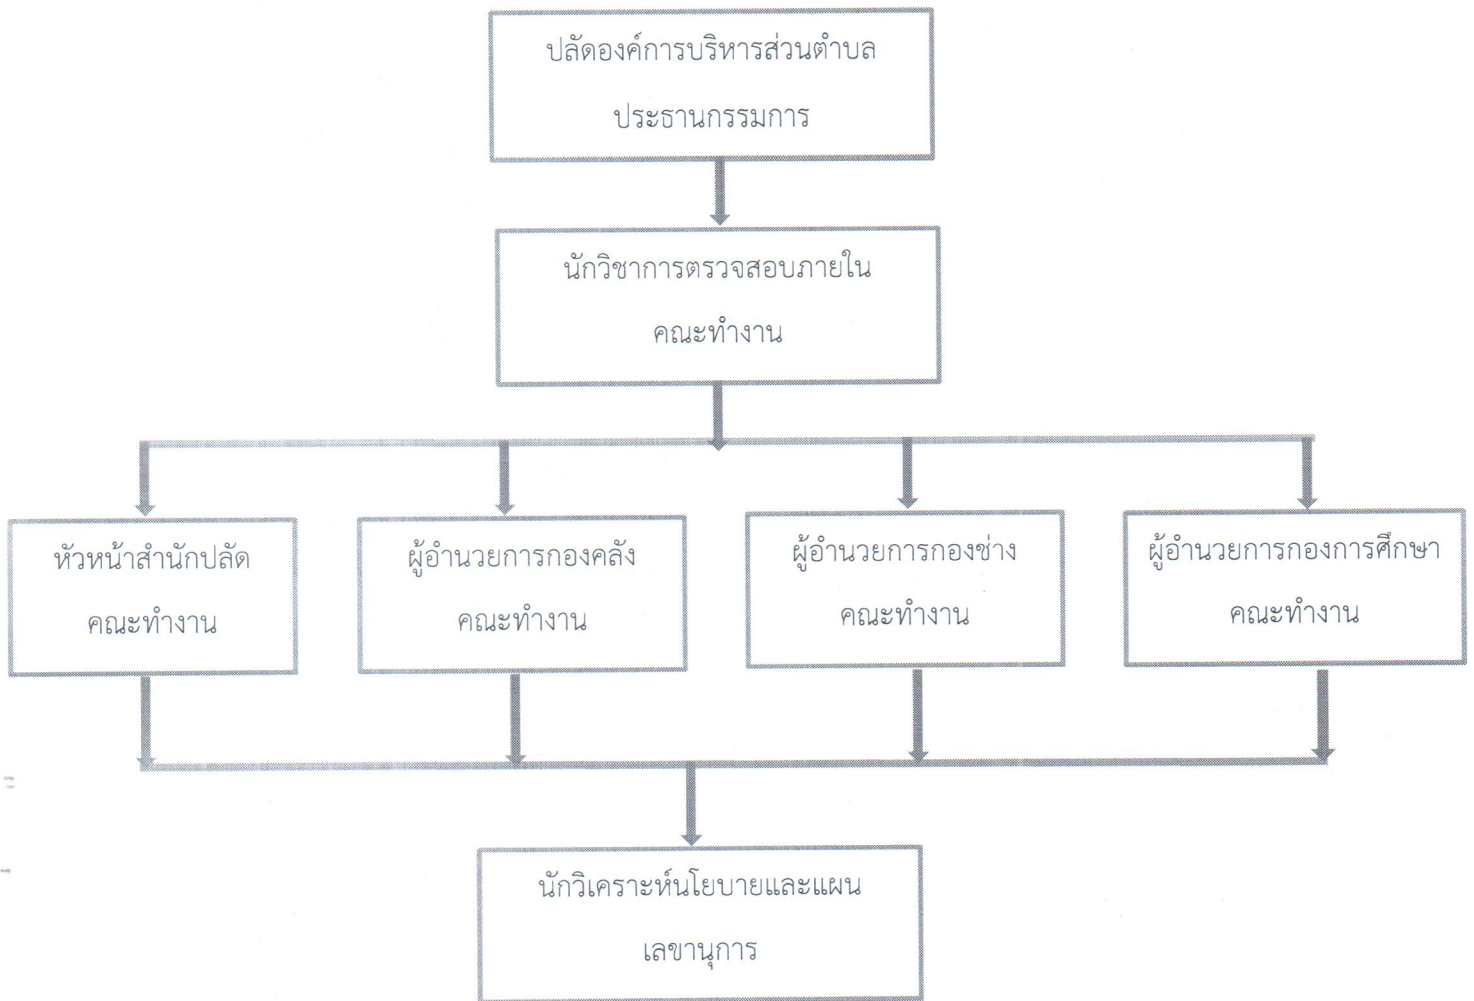 ปลัดองค์การบริหารส่วนตำบล
ประธานกรรมการ
นักวิชาการตรวจสอบภายใน
คณะทำงาน
หัวหน้าสำนักปลัด
คณะทำงาน
ผู้อำนวยการกองคลัง
คณะทำงาน
ผู้อำนวยการกองช่าง
คณะทำงาน
ผู้อำนวยการกองการศึกษา
คณะทำงาน
นักวิเคราะห์นโยบายและแผน
เลขานุการ